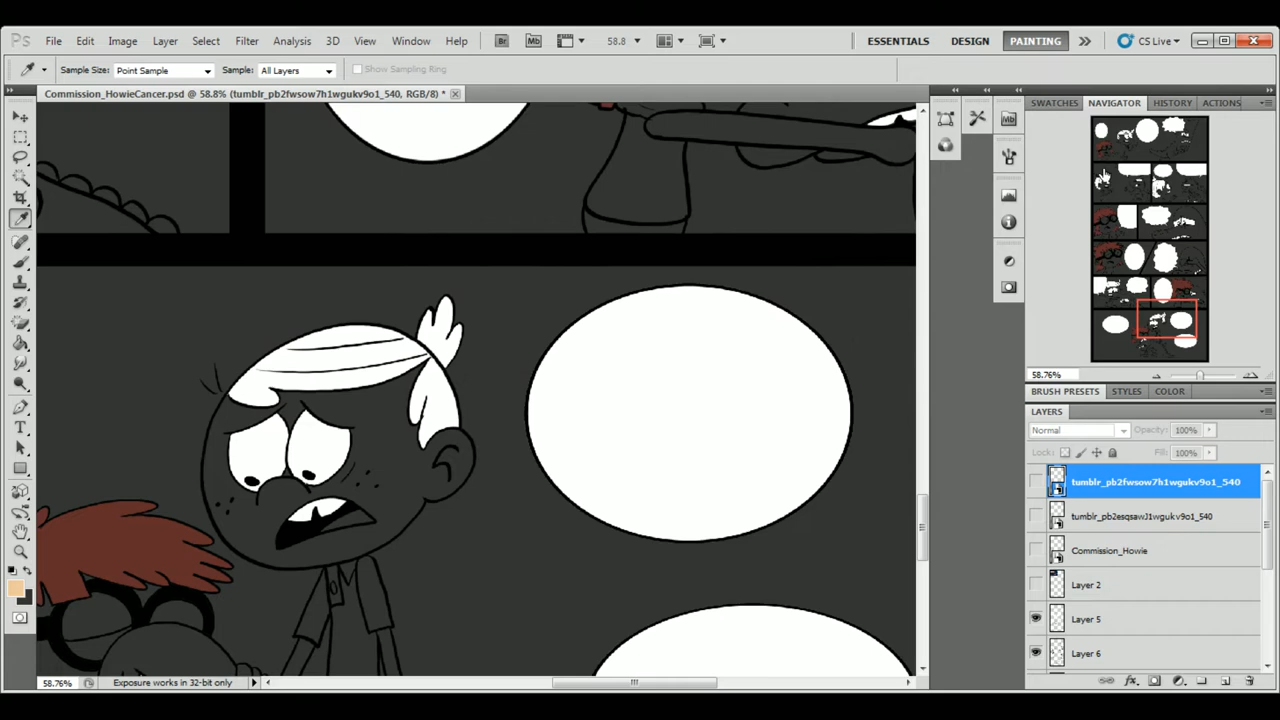 Ps File Edit Image Layer Select Filter Analysis 3D View Window Help Br Mb 58.8 ESSENTIALS DESIGN PAINTING CS Live
Sample Size: Point Sample Sample: All Layers Show Sampling Ring
Commission_HowieCancer.psd @ 58.8% (tumblr_pb2fwsow7h1wgukv9o1_540, RGB/8) *
SWATCHES NAVIGATOR HISTORY ACTIONS
Mb
58.76%
BRUSH PRESETS STYLES COLOR
LAYERS
Normal Opacity: 100%
Lock: Fill: 100%
tumblr_pb2fwsow7h1wgukv9o1_540
tumblr_pb2esqsawJ1wgukv9o1_540
Commission_Howie
Layer 2
Layer 5
Layer 6
58.76% Exposure works in 32-bit only